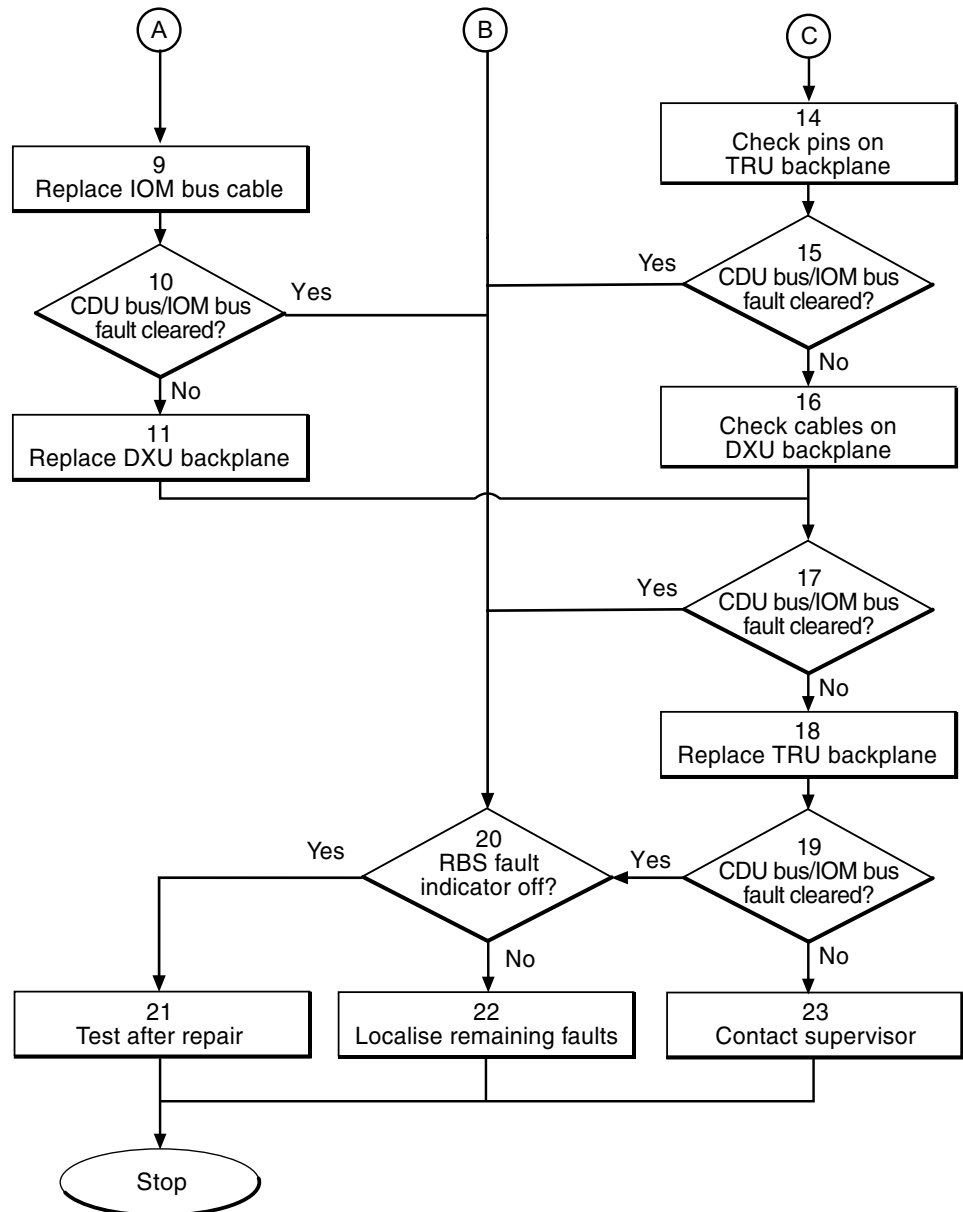 A
B
C
9
Replace IOM bus cable
10
CDU bus/IOM bus
fault cleared?
Yes
No
11
Replace DXU backplane
14
Check pins on
TRU backplane
15
CDU bus/IOM bus
fault cleared?
Yes
No
16
Check cables on
DXU backplane
17
CDU bus/IOM bus
fault cleared?
Yes
No
18
Replace TRU backplane
19
CDU bus/IOM bus
fault cleared?
Yes
No
20
RBS fault
indicator off?
Yes
No
21
Test after repair
22
Localise remaining faults
23
Contact supervisor
Stop